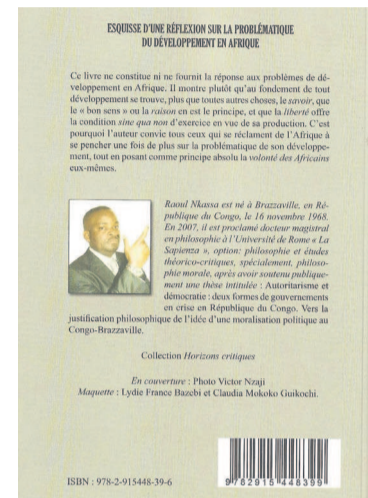 ESQUISSE D'UNE RÉFLEXION SUR LA PROBLÉMATIQUE
DU DÉVELOPPEMENT EN AFRIQUE
Ce livre ne constitue ni ne fournit la réponse aux problèmes de dé-
veloppement en Afrique. Il montre plutôt qu'au fondement de tout
développement se trouve, plus que toutes autres choses, le savoir, que
le « bon sens » ou la raison en est le principe, et que la liberté offre
la condition sine qua non d'exercice en vue de sa production. C'est
pourquoi l'auteur convie tous ceux qui se réclament de l'Afrique à
se pencher une fois de plus sur la problématique de son développe-
ment, tout en posant comme principe absolu la volonté des Africains
eux-mêmes.
Raoul Nkassa est né à Brazzaville, en Ré-
publique du Congo, le 16 novembre 1968.
En 2007, il est proclamé docteur magistral
en philosophie à l'Université de Rome « La
Sapienza », option: philosophie et études
théorico-critiques, spécialement, philoso-
phie morale, après avoir soutenu publique-
ment une thèse intitulée : Autoritarisme et
démocratie : deux formes de gouvernements
en crise en République du Congo. Vers la
justification philosophique de l'idée d'une moralisation politique au
Congo-Brazzaville.
Collection Horizons critiques
En couverture : Photo Victor Nzaji
Maquette : Lydie France Bazebi et Claudia Mokoko Guikochi.
ISBN : 978-2-915448-39-6
9 782915 448399